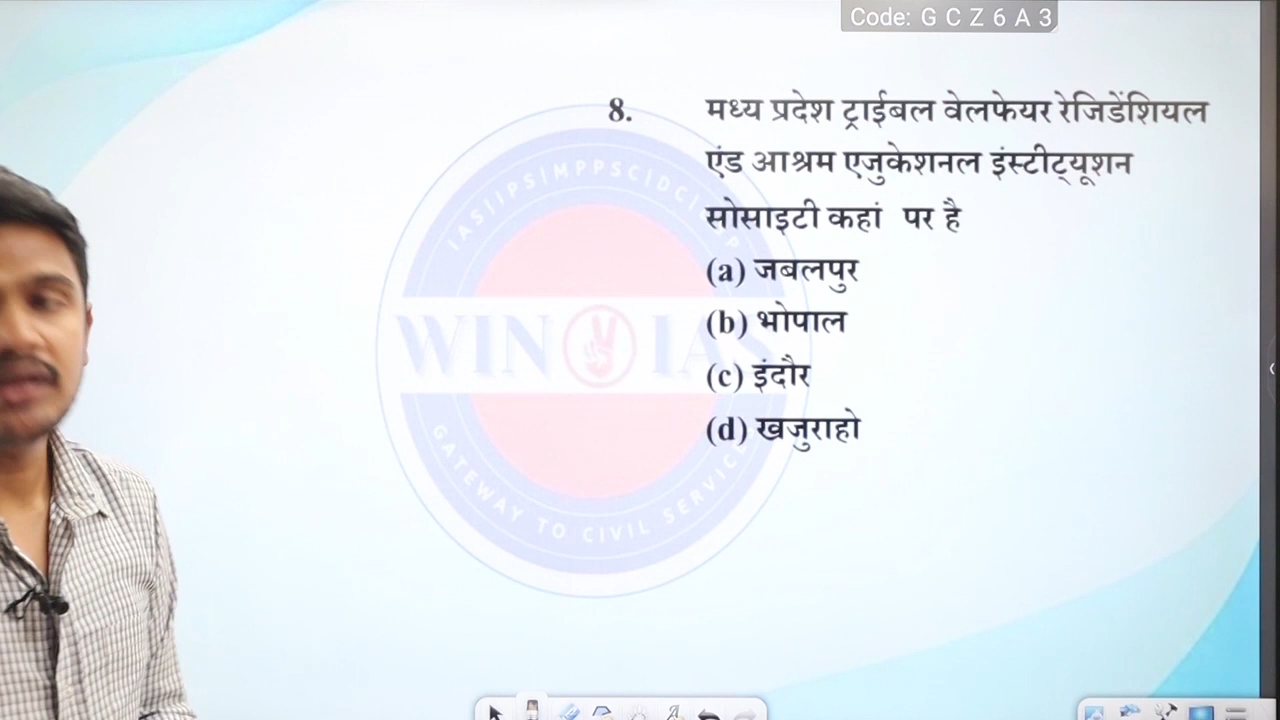 Code: G C Z 6 A 3
8. मध्य प्रदेश ट्राईबल वेलफेयर रेजिडेंशियल
एंड आश्रम एजुकेशनल इंस्टीट्यूशन
सोसाइटी कहां पर है
(a) जबलपुर
(b) भोपाल
(c) इंदौर
(d) खजुराहो
WIN IAS
GATEWAY TO CIVIL SERVICE